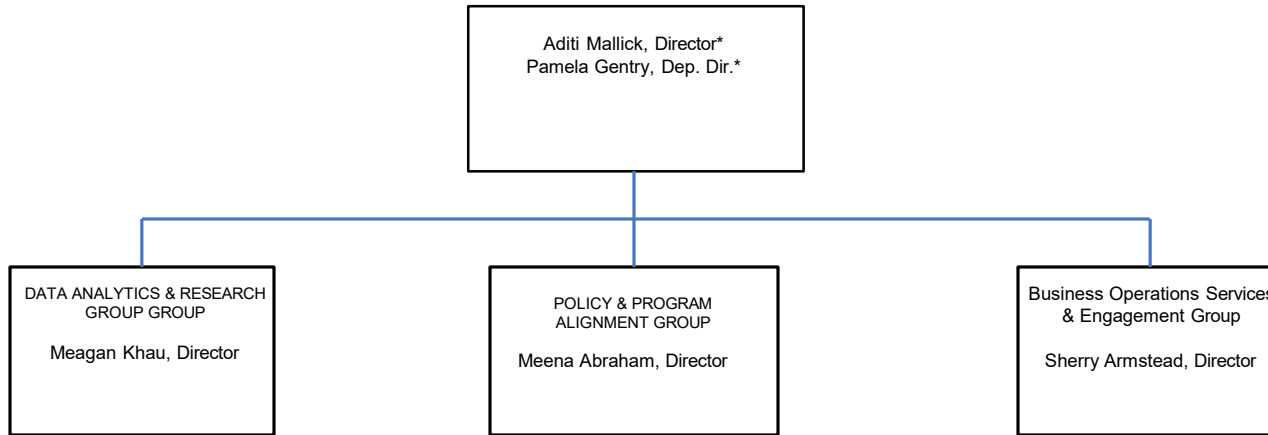 Aditi Mallick, Director*
Pamela Gentry, Dep. Dir.*
DATA ANALYTICS & RESEARCH
GROUP GROUP
Meagan Khau, Director
POLICY & PROGRAM
ALIGNMENT GROUP
Meena Abraham, Director
Business Operations Services
& Engagement Group
Sherry Armstead, Director